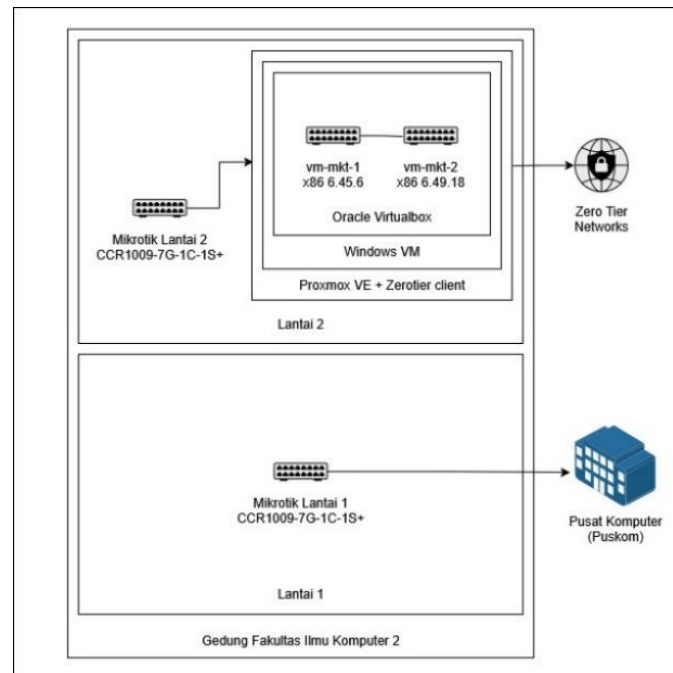 vm-mkt-1
x86 6.45.6
vm-mkt-2
x86 6.49.18
Oracle Virtualbox
Windows VM
Proxmox VE + Zerotier client
Mikrotik Lantai 2
CCR1009-7G-1C-1S+
Lantai 2
Zero Tier
Networks
Mikrotik Lantai 1
CCR1009-7G-1C-1S+
Lantai 1
Pusat Komputer
(Puskom)
Gedung Fakultas Ilmu Komputer 2